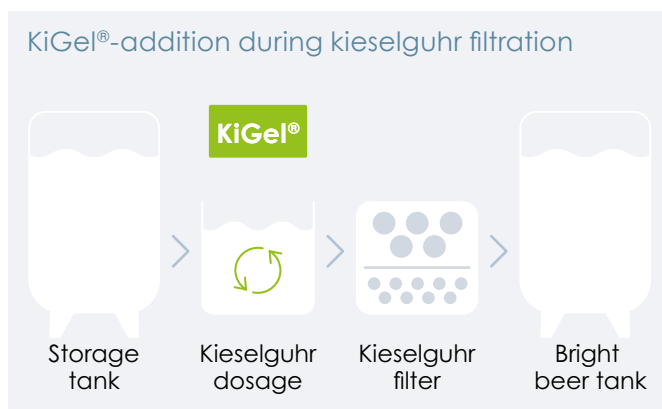 KiGel®-addition during kieselguhr filtration
KiGel®
Storage
tank
Kieselguhr
dosage
Kieselguhr
filter
Bright
beer tank